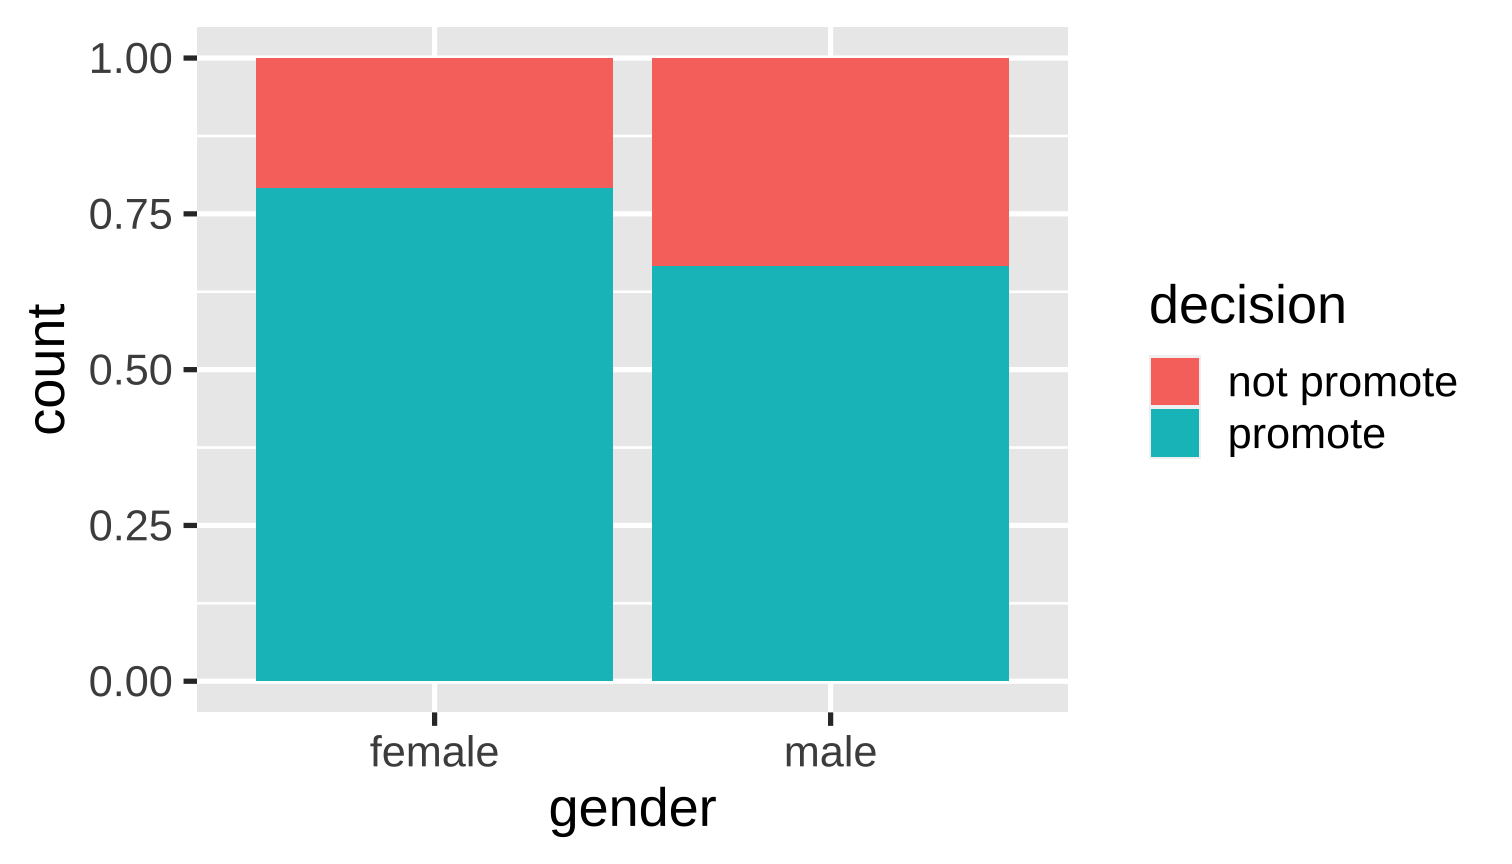 1.00
0.75
0.50
0.25
0.00
count
female
male
gender
decision
not promote
promote